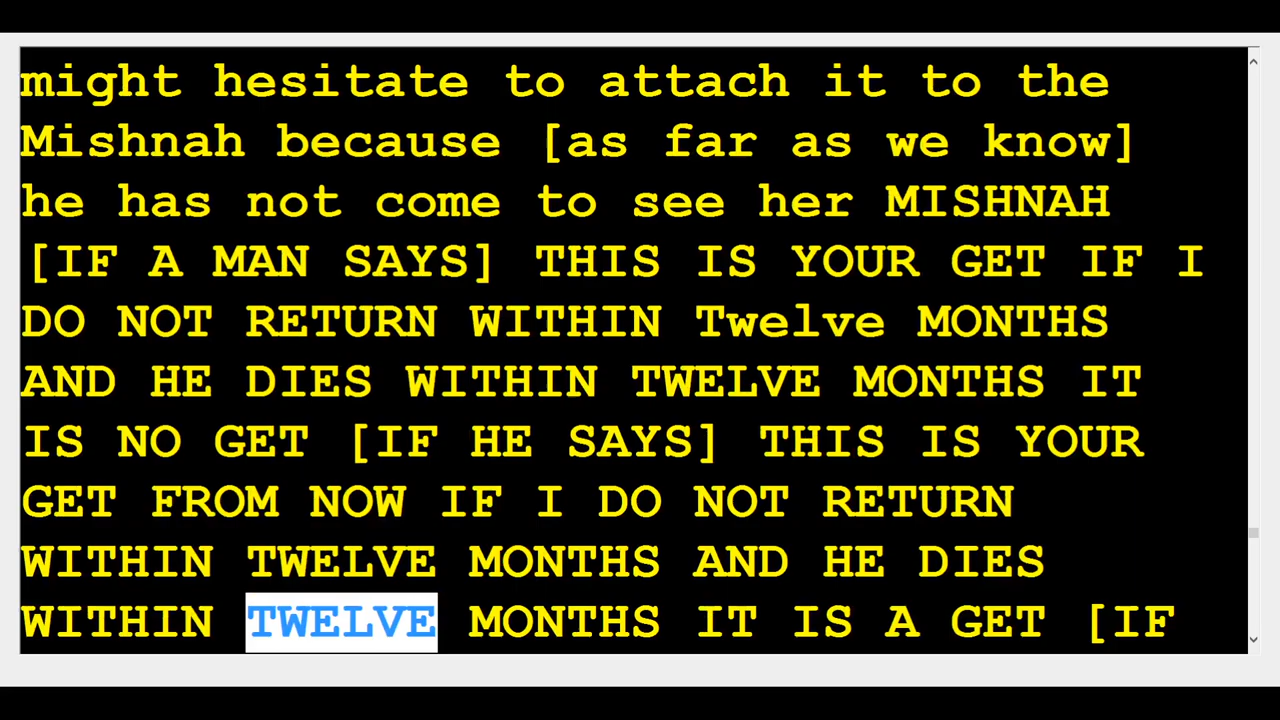 might hesitate to attach it to the
Mishnah because [as far as we know]
he has not come to see her MISHNAH
[IF A MAN SAYS] THIS IS YOUR GET IF I
DO NOT RETURN WITHIN Twelve MONTHS
AND HE DIES WITHIN TWELVE MONTHS IT
IS NO GET [IF HE SAYS] THIS IS YOUR
GET FROM NOW IF I DO NOT RETURN
WITHIN TWELVE MONTHS AND HE DIES
WITHIN TWELVE MONTHS IT IS A GET [IF